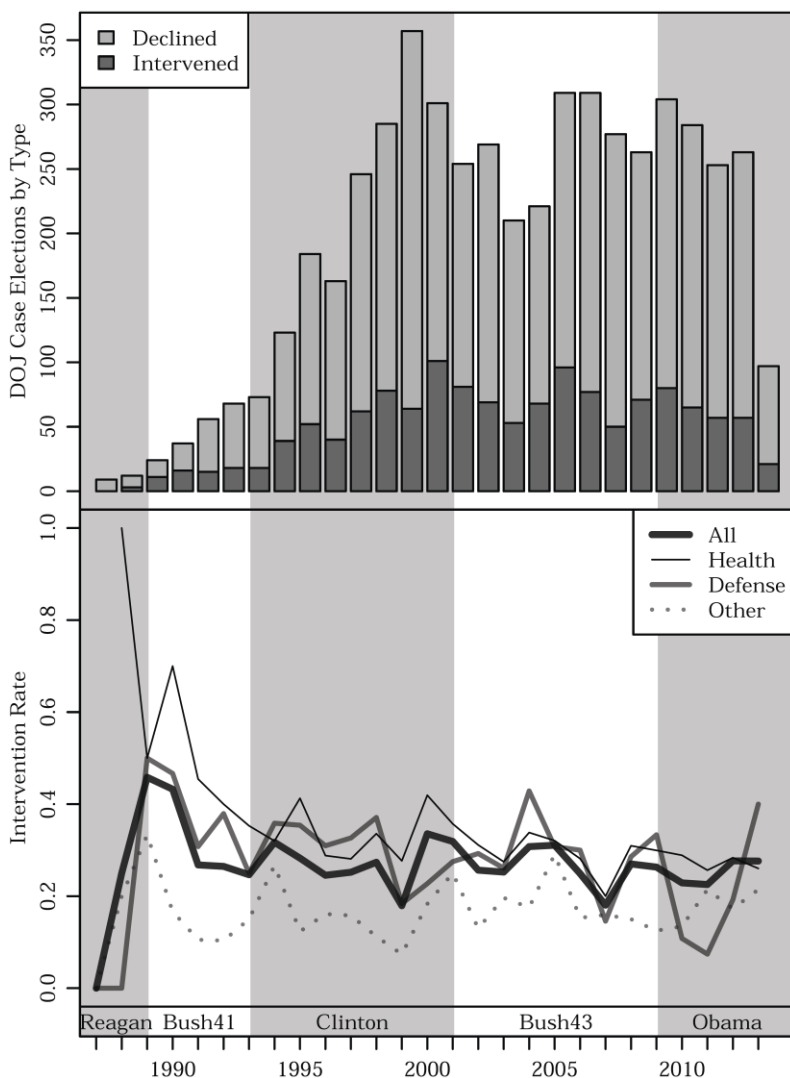 Declined
Intervened
DOJ Case Elections by Type
350
300
250
200
150
100
50
0
All
Health
Defense
Other
Intervention Rate
1.0
0.8
0.6
0.4
0.2
0.0
Reagan Bush41 Clinton Bush43 Obama
1990 1995 2000 2005 2010